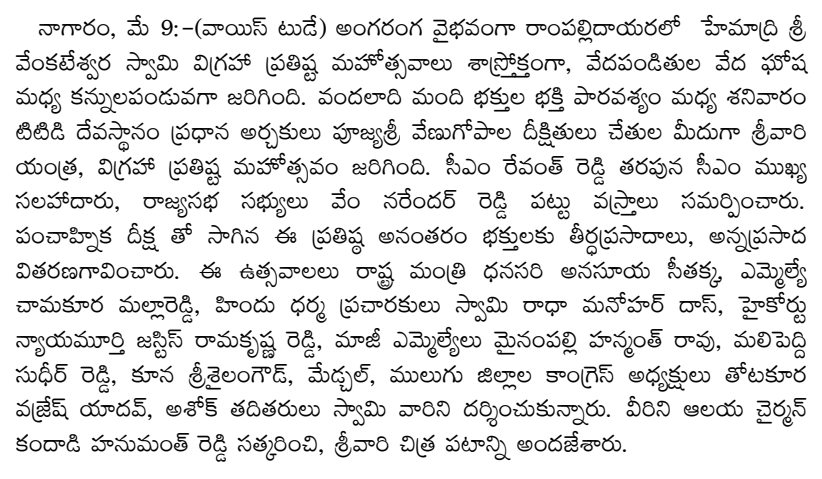 నాగారం, మే 9:-(వాయిస్ టుడే) అంగరంగ వైభవంగా రాంపల్లిదాయరలో హేమాద్రి శ్రీ
వేంకటేశ్వర స్వామి విగ్రహా ప్రతిష్ట మహోత్సవాలు శాస్త్రోక్తంగా, వేదపండితుల వేద ఘోష
మధ్య కన్నులపండువగా జరిగింది. వందలాది మంది భక్తుల భక్తి పారవశ్యం మధ్య శనివారం
టిటిడి దేవస్థానం ప్రధాన అర్చకులు పూజ్యశ్రీ వేణుగోపాల దీక్షితులు చేతుల మీదుగా శ్రీవారి
యంత్ర, విగ్రహా ప్రతిష్ట మహోత్సవం జరిగింది. సీఎం రేవంత్ రెడ్డి తరపున సీఎం ముఖ్య
సలహాదారు, రాజ్యసభ సభ్యులు వేం నరేందర్ రెడ్డి పట్టు వస్త్రాలు సమర్పించారు.
పంచాహ్నిక దీక్ష తో సాగిన ఈ ప్రతిష్ఠ అనంతరం భక్తులకు తీర్థప్రసాదాలు, అన్నప్రసాద
వితరణగావించారు. ఈ ఉత్సవాలలు రాష్ట్ర మంత్రి ధనసరి అనసూయ సీతక్క, ఎమ్మెల్యే
చామకూర మల్లారెడ్డి, హిందు ధర్మ ప్రచారకులు స్వామి రాధా మనోహర్ దాస్, హైకోర్టు
న్యాయమూర్తి జస్టిస్ రామకృష్ణ రెడ్డి, మాజీ ఎమ్మెల్యేలు మైనంపల్లి హన్మంత్ రావు, మలిపెద్ది
సుధీర్ రెడ్డి, కూన శ్రీశైలంగౌడ్, మేడ్చల్, ములుగు జిల్లాల కాంగ్రెస్ అధ్యక్షులు తోటకూర
వజ్రేష్ యాదవ్, అశోక్ తదితరులు స్వామి వారిని దర్శించుకున్నారు. వీరిని ఆలయ చైర్మన్
కందాడి హనుమంత్ రెడ్డి సత్కరించి, శ్రీవారి చిత్ర పటాన్ని అందజేశారు.